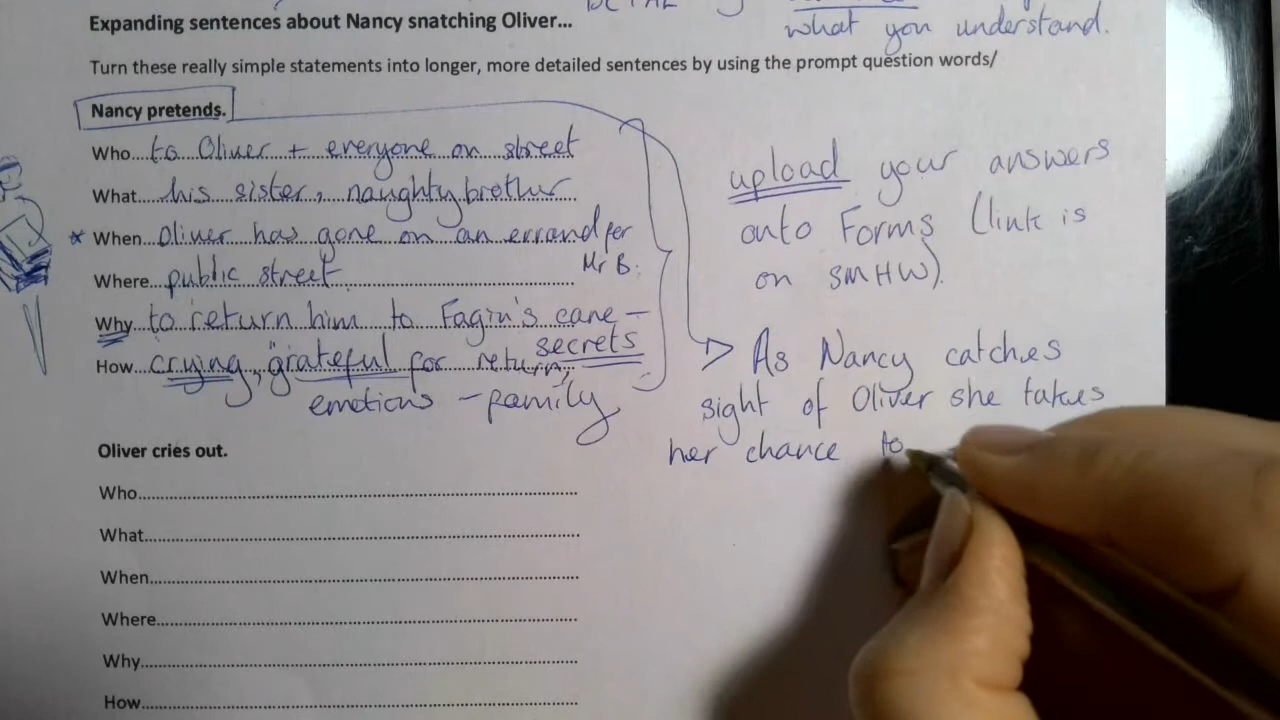 DETAIL
what you understand.
Expanding sentences about Nancy snatching Oliver...
Turn these really simple statements into longer, more detailed sentences by using the prompt question words/
Nancy pretends.
Who...to Oliver + everyone on street
What...his sister, naughty brother
* When...Oliver has gone on an errand for
Mr B.
Where...public street
Why...to return him to Fagin's cane –
secrets
How...crying, grateful for return,
emotions – family
upload your answers
onto Forms (link is
on SMHW).
As Nancy catches
sight of Oliver she takes
her chance to
Oliver cries out.
Who...
What...
When...
Where...
Why...
How...